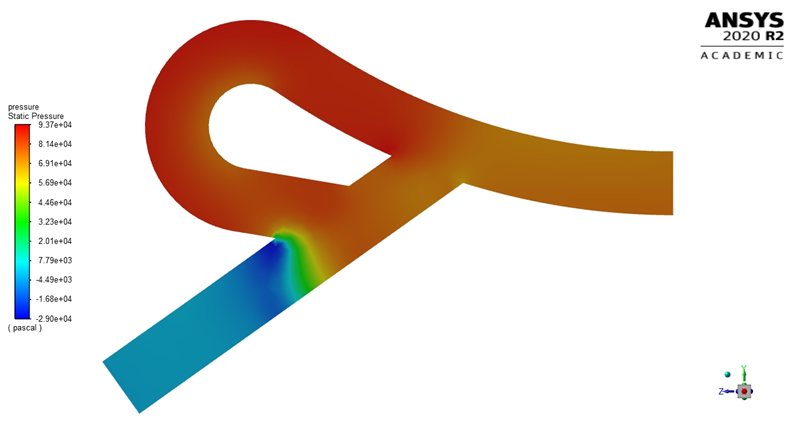 ANSYS
2020 R2
ACADEMIC
pressure
Static Pressure
9.37e+04
8.14e+04
6.91e+04
5.69e+04
4.46e+04
3.23e+04
2.01e+04
7.79e+03
-4.49e+03
-1.68e+04
-2.90e+04
( pascal )
Y
Z